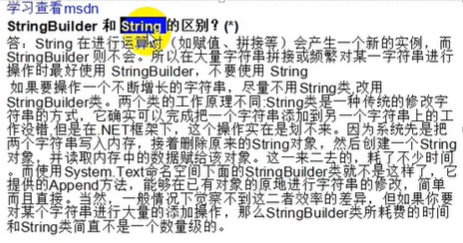 学习查看msdn
StringBuilder 和 String 的区别？(*)
答：String 在进行运算时（如赋值、拼接等）会产生一个新的实例，而
StringBuilder 则不会。所以在大量字符串拼接或频繁对某一字符串进行
操作时最好使用 StringBuilder，不要使用 String
如果要操作一个不断增长的字符串，尽量不用String类,改用
StringBuilder类。两个类的工作原理不同:String类是一种传统的修改字
符串的方式，它确实可以完成把一个字符串添加到另一个字符串上的工
作没错,但是在.NET框架下，这个操作实在是划不来。因为系统先是把
两个字符串写入内存，接着删除原来的String对象，然后创建一个String
对象，并读取内存中的数据赋给该对象。这一来二去的，耗了不少时间
。而使用System.Text命名空间下面的StringBuilder类就不是这样了，它
提供的Append方法，能够在已有对象的原地进行字符串的修改，简单
而且直接。当然，一般情况下觉察不到这二者效率的差异，但如果你要
对某个字符串进行大量的添加操作，那么StringBuilder类所耗费的时间
和String类简直不是一个数量级的。